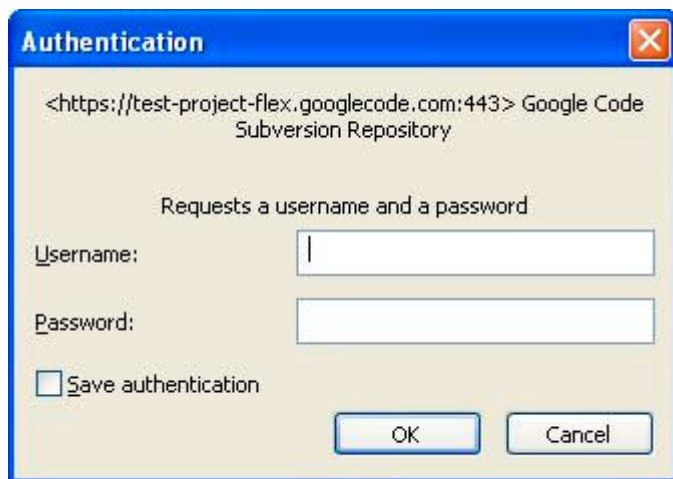 Authentication
<https://test-project-flex.googlecode.com:443> Google Code
Subversion Repository
Requests a username and a password
Username:
Password:
Save authentication
OK Cancel